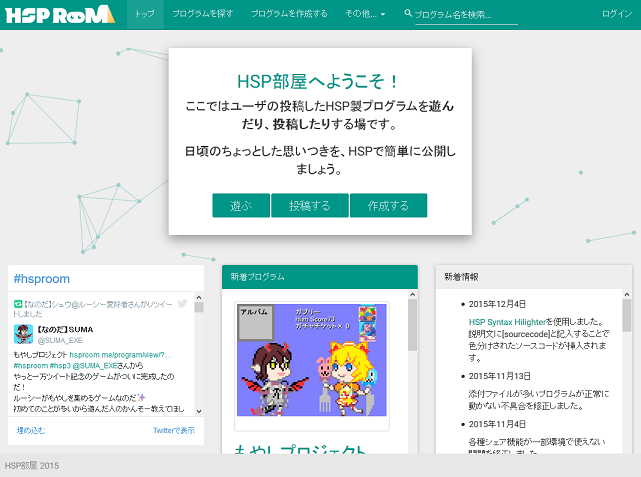 HSP ROOM
トップ
プログラムを探す
プログラムを作成する
その他...
プログラム名を検索...
ログイン
HSP部屋へようこそ！
ここではユーザの投稿したHSP製プログラムを遊ん
だり、投稿したりする場です。
日頃のちょっとした思いつきを、HSPで簡単に公開し
ましょう。
遊ぶ
投稿する
作成する
#hsproom
【なのだ】シュウ@ルーシー愛好者さんがリツイー
トしました
【なのだ】SUMA
@SUMA_EX
もやしプロジェクト hsproom.me/program/view/?…
#hsproom #hsp3 @SUMA_EXさんから
やっと一万ツイート記念のゲームがついに完成したの
だ！
ルーシーがもやしを集めるゲームなのだ✨
初めてのことが多いから遊んだ人のかんそー教えてほし
埋め込む
Twitterで表示
新着プログラム
アルバム
ガブリー
High Score73
ガチャチケット× 0
もやしプロジェクト
新着情報
2015年12月4日
HSP Syntax Hilighterを使用しました。
説明文に[sourcecode]と記入することで
色分けされたソースコードが挿入されま
す。
2015年11月13日
添付ファイルが多いプログラムが正常に
動かない不具合を修正しました。
2015年11月4日
各種シェア機能が一部環境で使えない
問題を修正しました
HSP部屋 2015